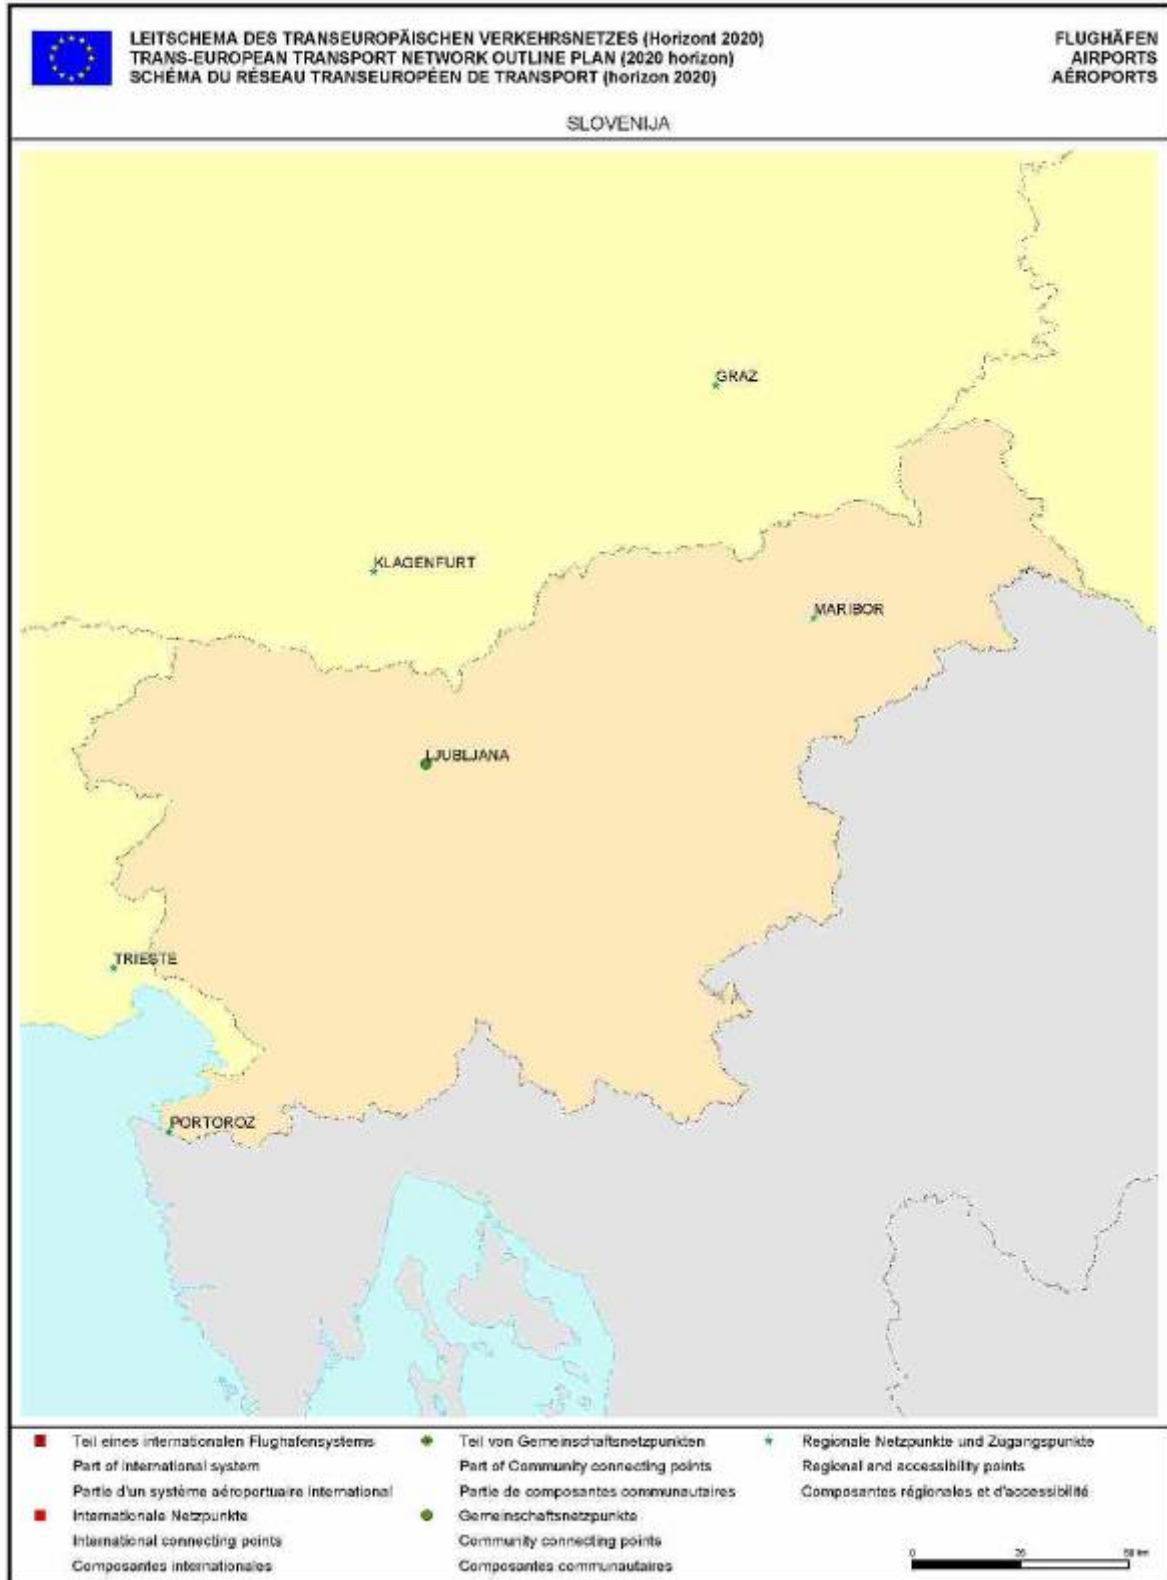 LEITSCHEMA DES TRANSEUROPÄISCHEN VERKEHRSNETZES (Horizont 2020)
TRANS-EUROPEAN TRANSPORT NETWORK OUTLINE PLAN (2020 horizon)
SCHÉMA DU RÉSEAU TRANSEUROPÉEN DE TRANSPORT (horizon 2020)
FLUGHÄFEN
AIRPORTS
AÉROPORTS
SLOVENIJA
GRAZ
KLAGENFURT
MARIBOR
LJUBLJANA
TRIESTE
PORTOROZ
Teil eines internationalen Flughafensystems
Part of international system
Partie d'un système aéroportuaire international
Internationale Netzpunkte
International connecting points
Composantes internationales
Teil von Gemeinschaftsnetzpunkten
Part of Community connecting points
Partie de composantes communautaires
Gemeinschaftsnetzpunkte
Community connecting points
Composantes communautaires
Regionale Netzpunkte und Zugangspunkte
Regional and accessibility points
Composantes régionales et d'accessibilité
0 25 50 km